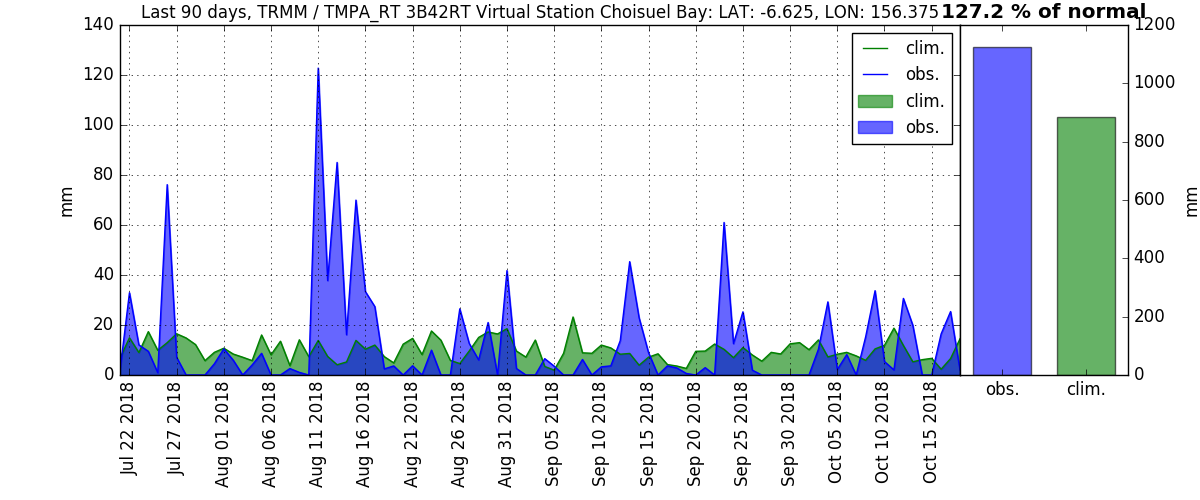 Last 90 days, TRMM / TMPA_RT 3B42RT Virtual Station Choisuel Bay: LAT: -6.625, LON: 156.375 127.2 % of normal
140
120
100
80
60
40
20
0
mm
clim.
obs.
clim.
obs.
1200
1000
800
600
400
200
0
mm
Jul 22 2018
Jul 27 2018
Aug 01 2018
Aug 06 2018
Aug 11 2018
Aug 16 2018
Aug 21 2018
Aug 26 2018
Aug 31 2018
Sep 05 2018
Sep 10 2018
Sep 15 2018
Sep 20 2018
Sep 25 2018
Sep 30 2018
Oct 05 2018
Oct 10 2018
Oct 15 2018
obs.
clim.